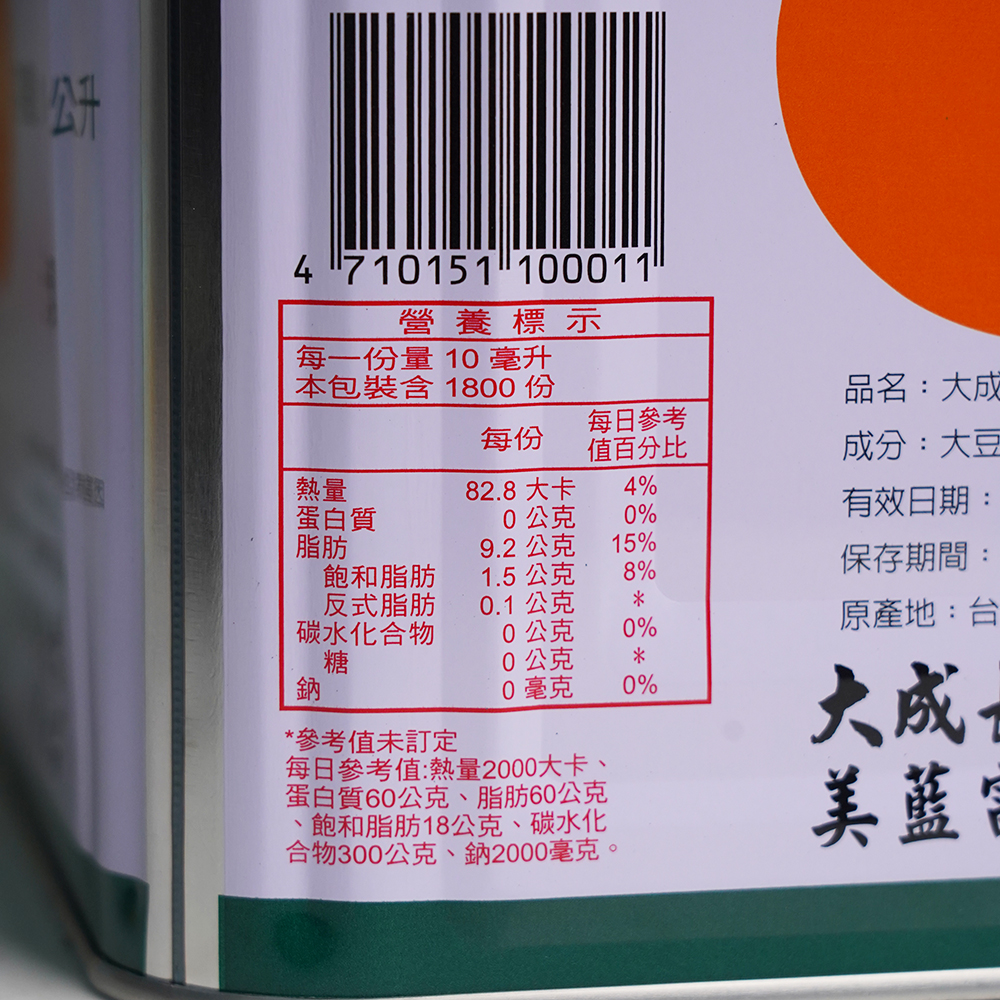 公升
4 710151 100011
營養標示
每一份量 10 毫升
本包裝含 1800 份
每份 每日參考值百分比
熱量 82.8 大卡 4%
蛋白質 0 公克 0%
脂肪 9.2 公克 15%
飽和脂肪 1.5 公克 8%
反式脂肪 0.1 公克 *
碳水化合物 0 公克 0%
糖 0 公克 *
鈉 0 毫克 0%
*參考值未訂定
每日參考值:熱量2000大卡、
蛋白質60公克、脂肪60公克
、飽和脂肪18公克、碳水化
合物300公克、鈉2000毫克。
品名：大成
成分：大豆
有效日期：
保存期間：
原產地：台
大成
美藍